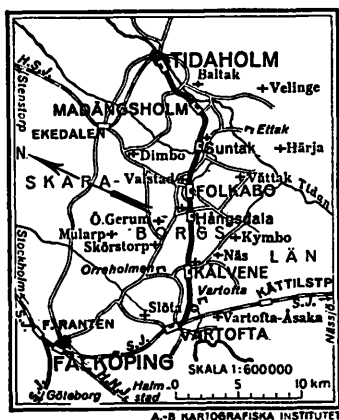 TIDAHOLM
Baltak
H.S.J.
Stenstorp
Velinge
MADÄNGSHOLM
EKEDALEN
Ettak
Suntak
Härja
N.
Dimbo
SKARA-
Valstad
Vättak
FOLKABO
Tidan
Ö.Gerum
Hångsdala
Mularp
BORGS
Kymbo
Skörstorp
LÄN
Näs
Stockholm
S.J.
Orreholmen
KÄLVENE
S.J.
KÄTTILSTP
Vartofta
Nässjö
Slöta
Vartofta-Åsaka
F.RANTEN
S.J.
VARTOFTA
FALKÖPING
SKALA 1:600000
S.J.
Göteborg
Halmstad
0 5 10 km
A.-B KARTOGRAFISKA INSTITUTET